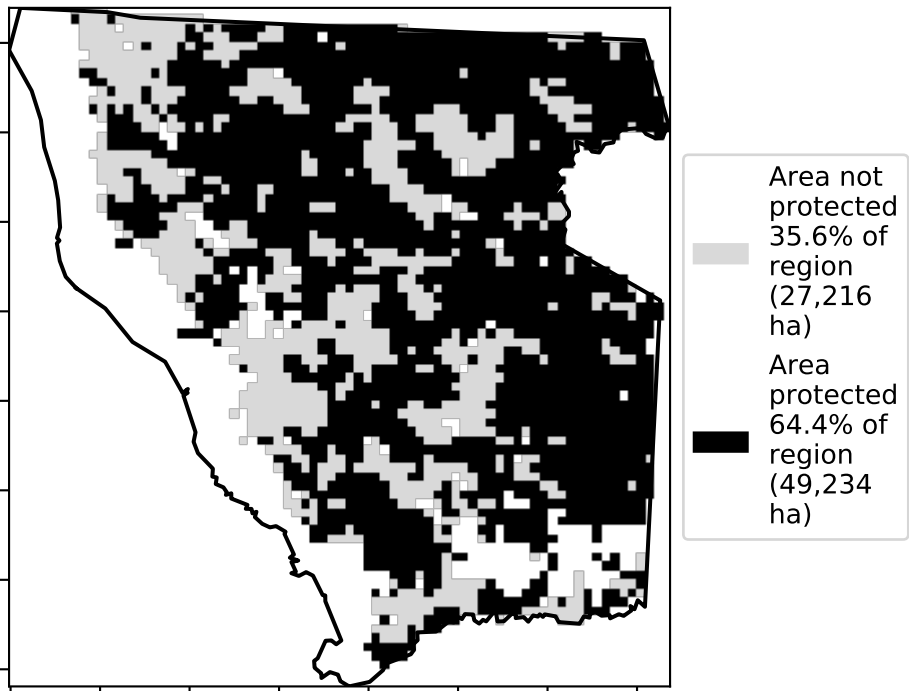 Area not
protected
35.6% of
region
(27,216
ha)
Area
protected
64.4% of
region
(49,234
ha)